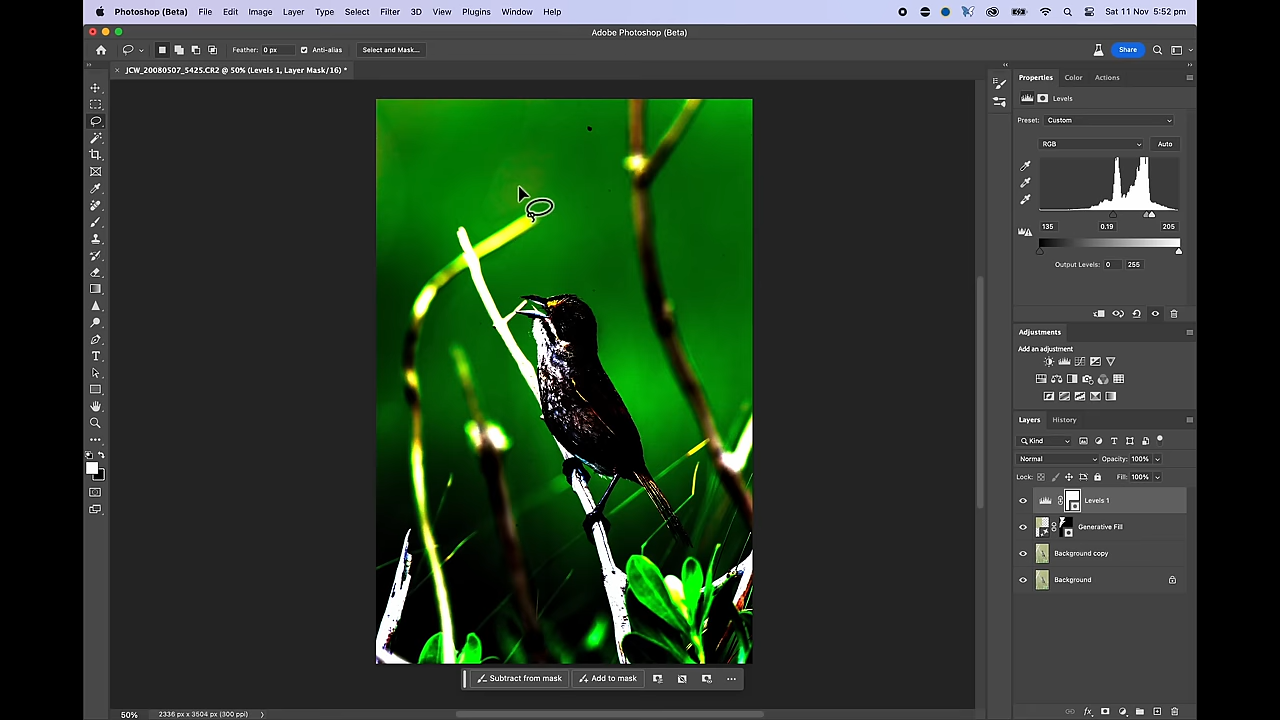 Photoshop (Beta) File Edit Image Layer Type Select Filter 3D View Plugins Window Help Sat 11 Nov 5:52 pm
Adobe Photoshop (Beta)
Feather: 0 px Anti-alias Select and Mask... Share
JCW_20080507_5425.CR2 @ 50% (Levels 1, Layer Mask/16) *
Properties Color Actions
Levels
Preset: Custom
RGB Auto
135 0.19 205
Output Levels: 0 255
Adjustments
Add an adjustment
Layers History
Kind
Normal Opacity: 100%
Lock: Fill: 100%
Levels 1
Generative Fill
Background copy
Background
Subtract from mask Add to mask
50% 2336 px x 3504 px (300 ppi)